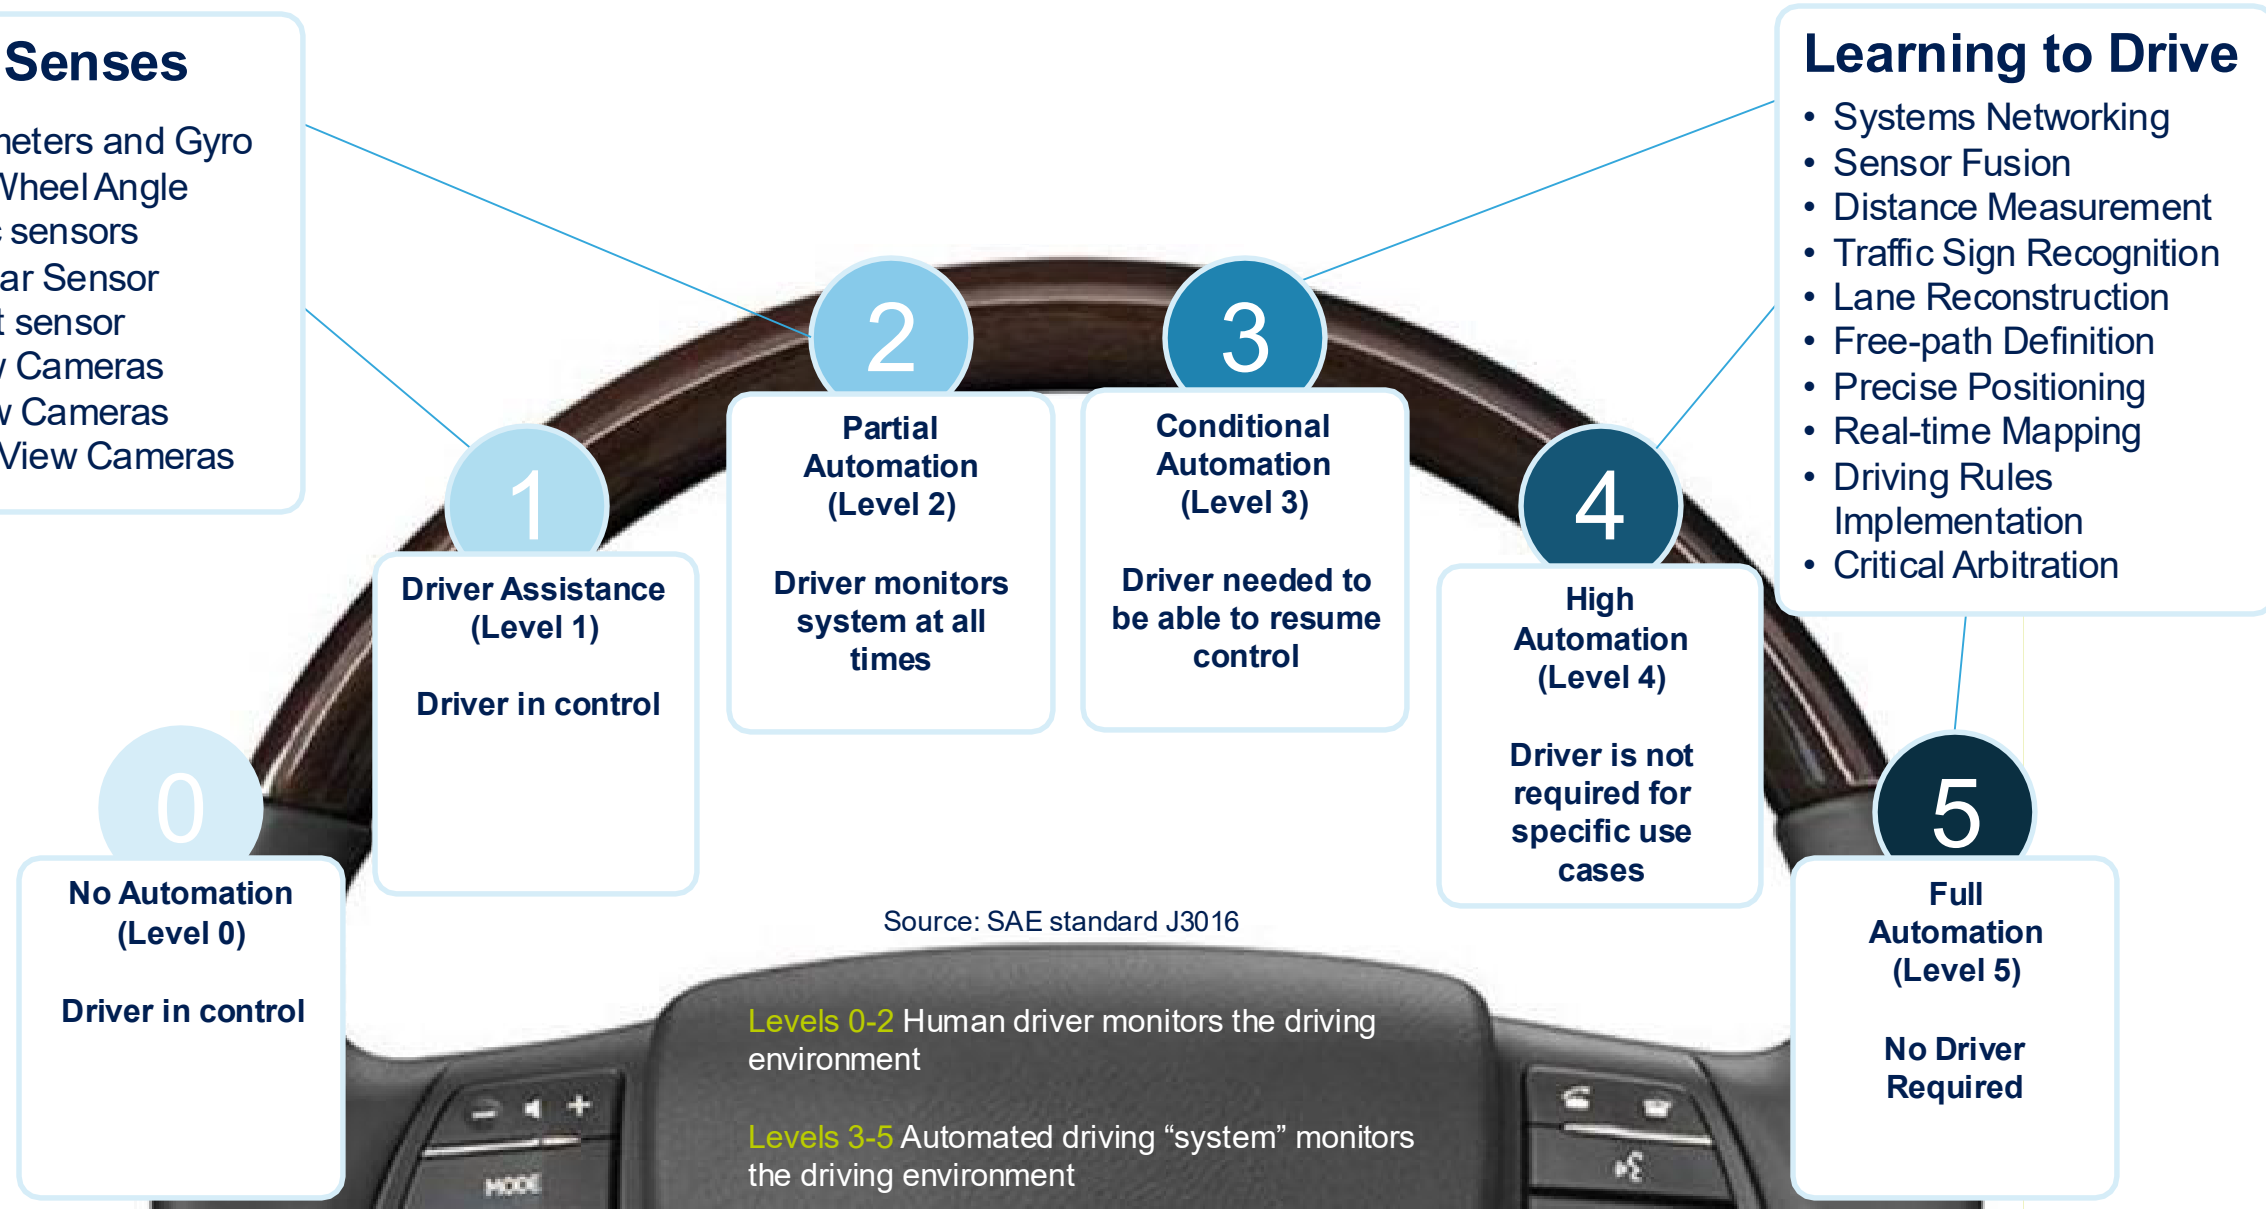 Senses
meters and Gyro
Wheel Angle
sensors
ar Sensor
t sensor
Cameras
w Cameras
View Cameras
Learning to Drive
• Systems Networking
• Sensor Fusion
• Distance Measurement
• Traffic Sign Recognition
• Lane Reconstruction
• Free-path Definition
• Precise Positioning
• Real-time Mapping
• Driving Rules
Implementation
• Critical Arbitration
0
No Automation
(Level 0)
Driver in control
1
Driver Assistance
(Level 1)
Driver in control
2
Partial
Automation
(Level 2)
Driver monitors
system at all
times
3
Conditional
Automation
(Level 3)
Driver needed to
be able to resume
control
4
High
Automation
(Level 4)
Driver is not
required for
specific use
cases
5
Full
Automation
(Level 5)
No Driver
Required
Source: SAE standard J3016
Levels 0-2 Human driver monitors the driving
environment
Levels 3-5 Automated driving “system” monitors
the driving environment
MODE